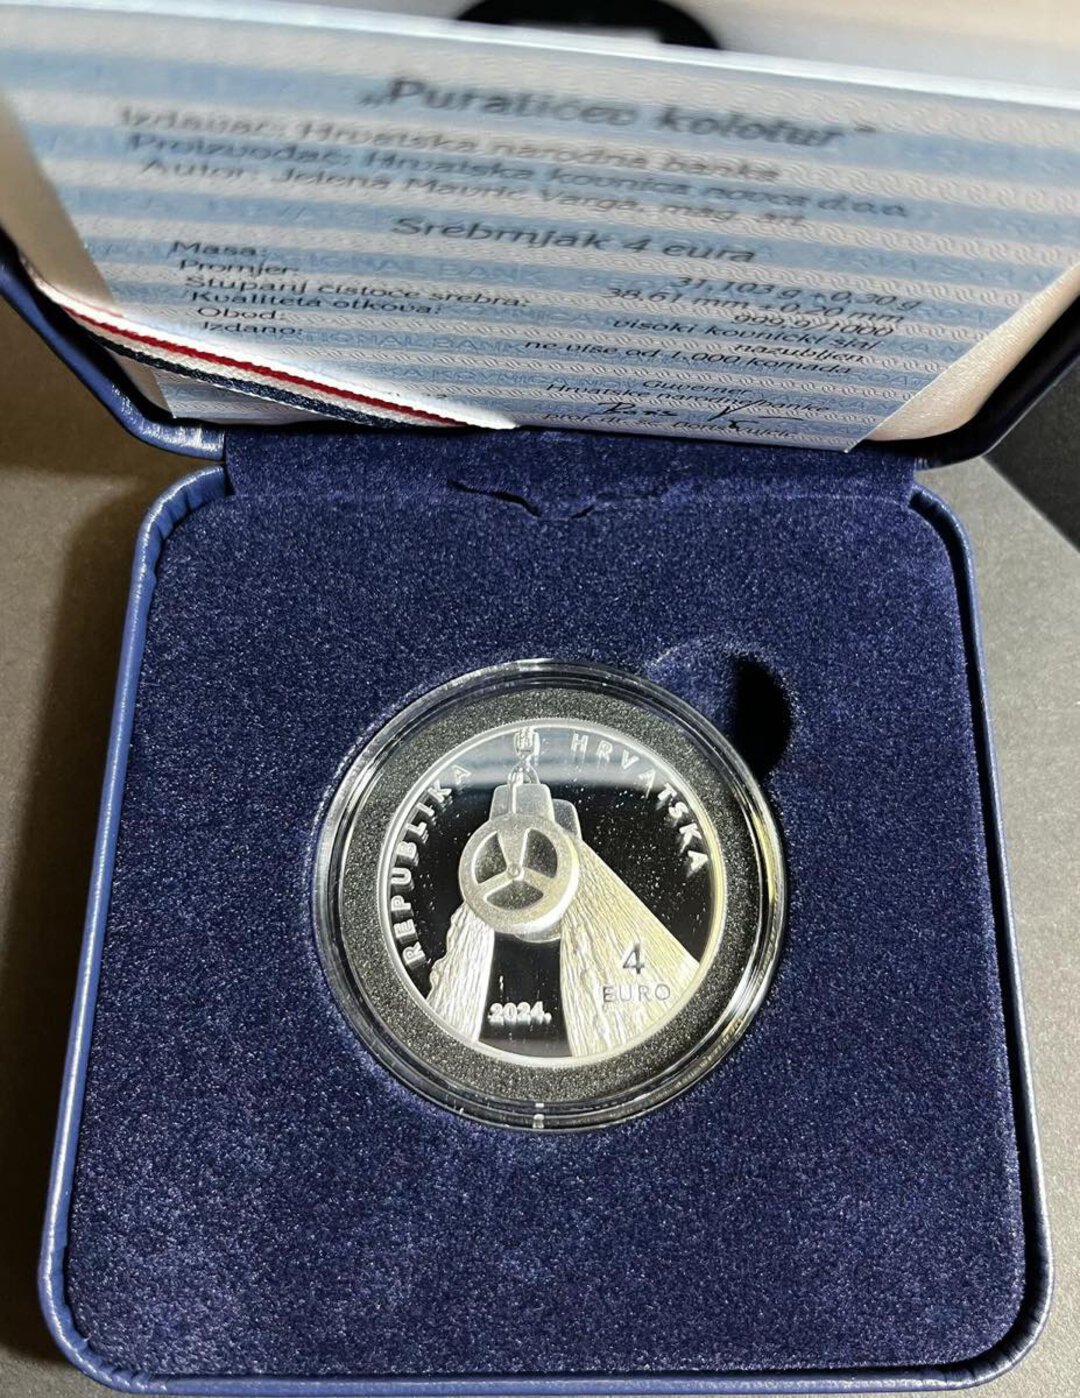 „Puratićev kolotur"
Izdavač: Hrvatska narodna banka
Proizvođač: Hrvatska kovnica novca d.o.o.
Autor: Jelena Mavrić Varga, mag. art.
Srebrnjak 4 eura
Masa: 31,103 g +0,30 g
Promjer: 38,61 mm ±0,20 mm
Stupanj čistoće srebra: 999,9/1000
Kvaliteta otkova: visoki kovnički sjaj
Obod: nazubljen
Izdano: ne više od 1.000 komada
Guverner
Hrvatske narodne banke
REPUBLIKA HRVATSKA
4
EURO
2024.